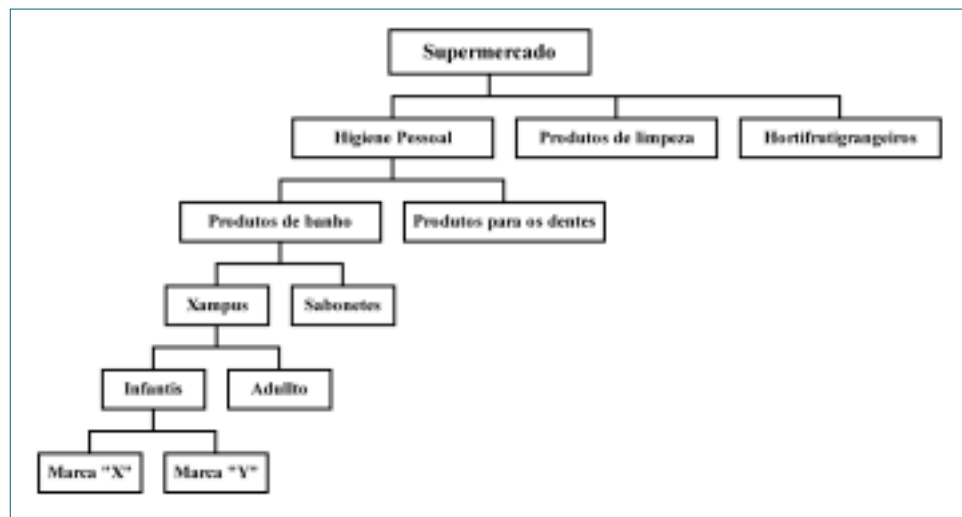 Supermercado
Higiene Pessoal
Produtos de limpeza
Hortifrutigrangeiros
Produtos de banho
Produtos para os dentes
Xampus
Sabonetes
Infantis
Adullto
Marca "X"
Marca "Y"